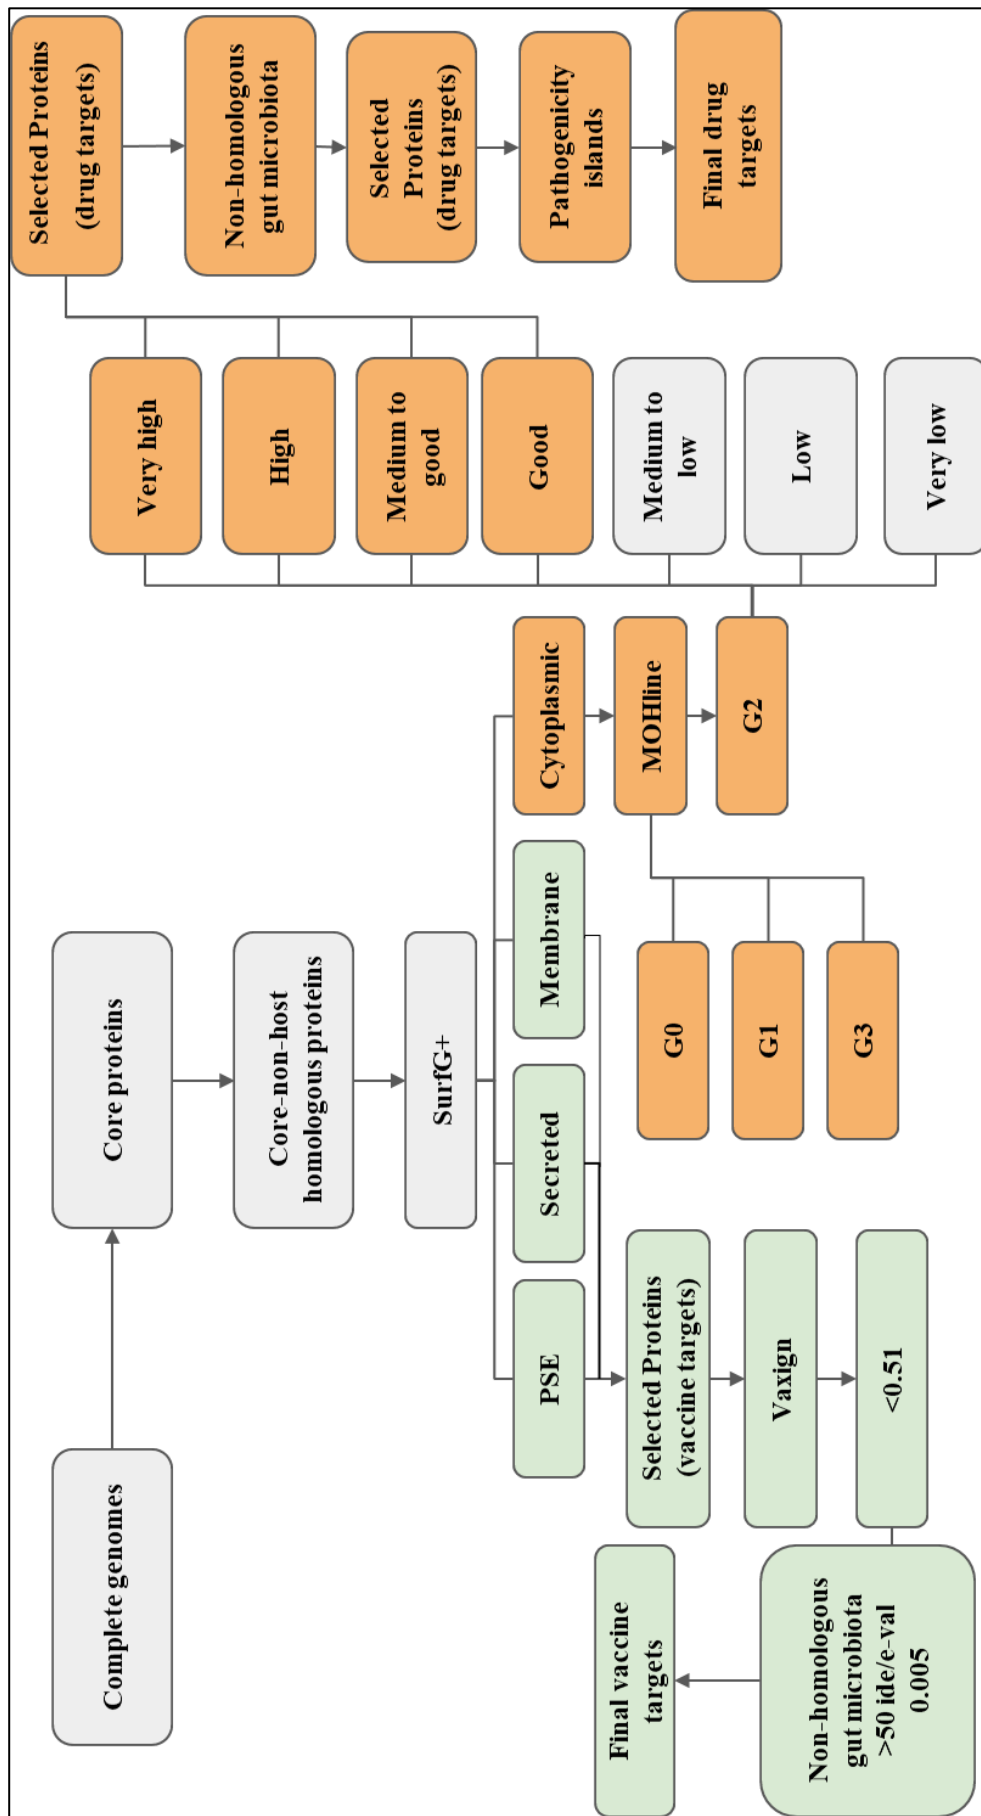 Complete genomes
Core proteins
Core-non-host
homologous proteins
SurfG+
PSE
Secreted
Membrane
Cytoplasmic
Selected Proteins
(vaccine targets)
Vaxign
<0.51
Non-homologous
gut microbiota
>50 ide/e-val
0.005
Final vaccine
targets
MOHline
G0
G1
G3
G2
Very high
High
Medium to
good
Good
Medium to
low
Low
Very low
Selected Proteins
(drug targets)
Non-homologous
gut microbiota
Selected
Proteins
(drug targets)
Pathogenicity
islands
Final drug
targets